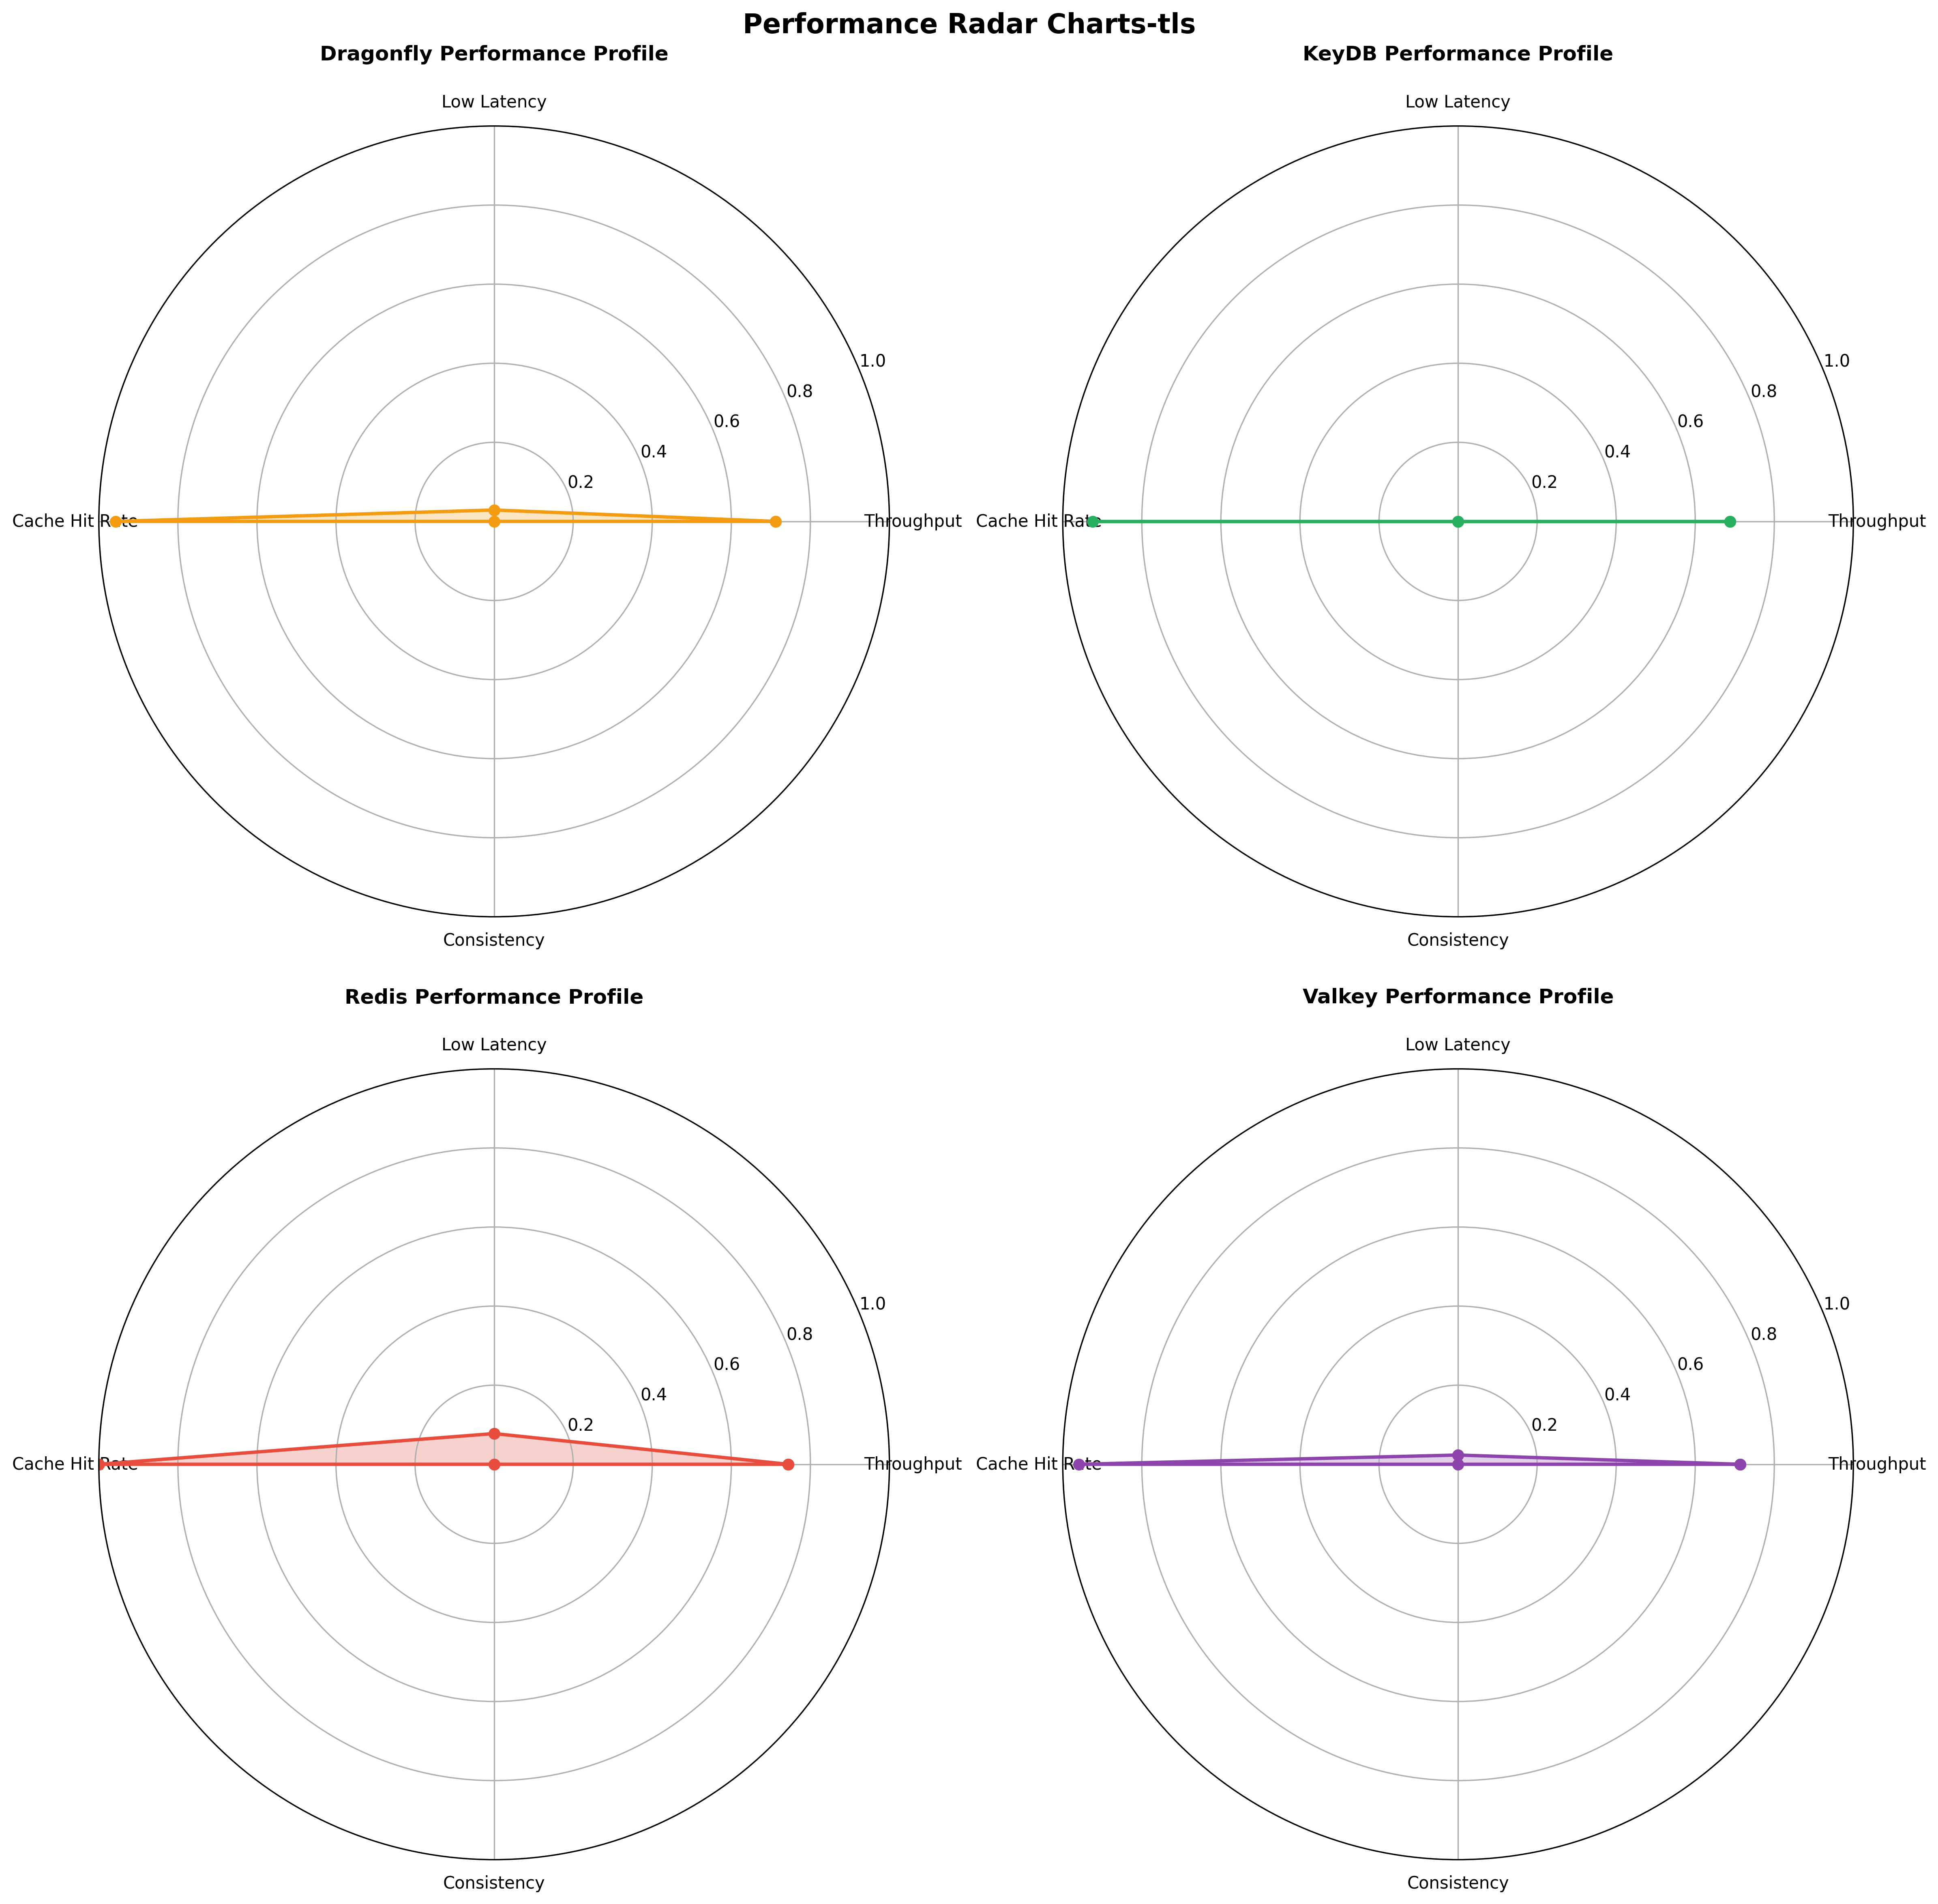 Performance Radar Charts-tls
Dragonfly Performance Profile
Low Latency
1.0
0.8
0.6
0.4
0.2
Cache Hit Rate
Throughput
Consistency
KeyDB Performance Profile
Low Latency
1.0
0.8
0.6
0.4
0.2
Cache Hit Rate
Throughput
Consistency
Redis Performance Profile
Low Latency
1.0
0.8
0.6
0.4
0.2
Cache Hit Rate
Throughput
Consistency
Valkey Performance Profile
Low Latency
1.0
0.8
0.6
0.4
0.2
Cache Hit Rate
Throughput
Consistency